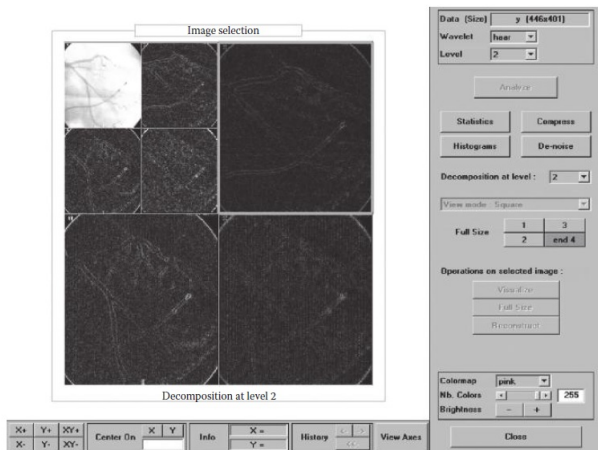 Image selection
Decomposition at level 2
Data (Size) y (446x401)
Wavelet haar
Level 2
Analyze
Statistics Compress
Histograms De-noise
Decomposition at level : 2
View mode : Square
Full Size 1 3
2 end 4
Operations on selected image :
Visualize
Full Size
Reconstruct
Colormap pink
Nb. Colors 255
Brightness - +
Close
X+ Y+ XY+
X- Y- XY-
Center On X Y
Info X =
Y =
History <- ->
<<-
View Axes